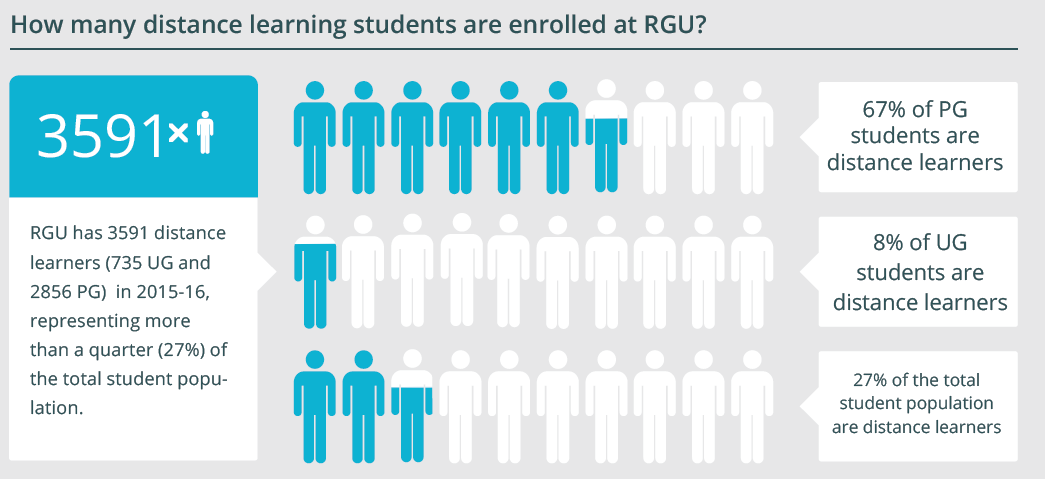 How many distance learning students are enrolled at RGU?
3591×
RGU has 3591 distance
learners (735 UG and
2856 PG)  in 2015-16,
representing more
than a quarter (27%) of
the total student popu-
lation.
67% of PG
students are
distance learners
8% of UG
students are
distance learners
27% of the total
student population
are distance learners